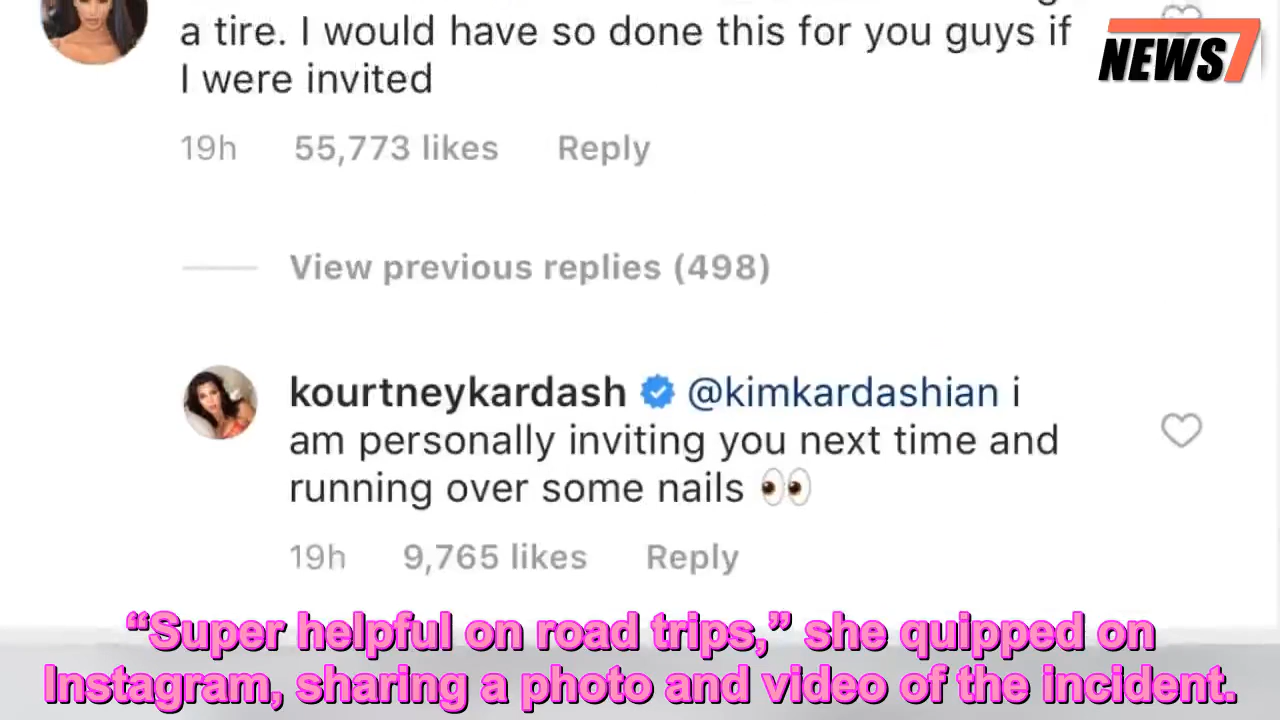 a tire. I would have so done this for you guys if
I were invited
NEWS7
19h 55,773 likes Reply
View previous replies (498)
kourtneykardash @kimkardashian i
am personally inviting you next time and
running over some nails 👀
19h 9,765 likes Reply
“Super helpful on road trips,” she quipped on
Instagram, sharing a photo and video of the incident.